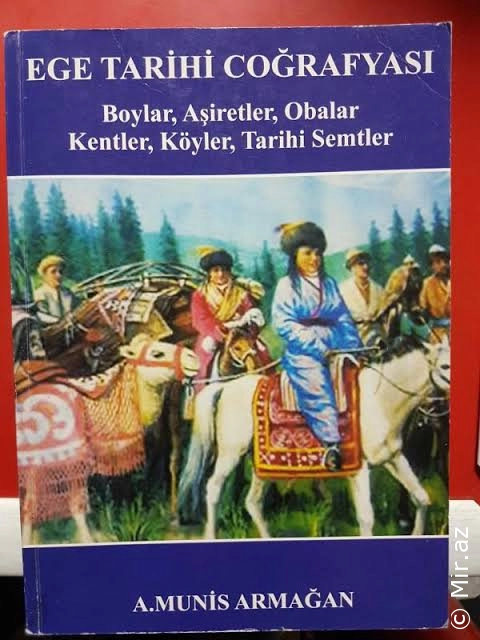 EGE TARİHİ COĞRAFYASI
Boylar, Aşiretler, Obalar
Kentler, Köyler, Tarihi Semtler
A.MUNİS ARMAĞAN
© Mir.az